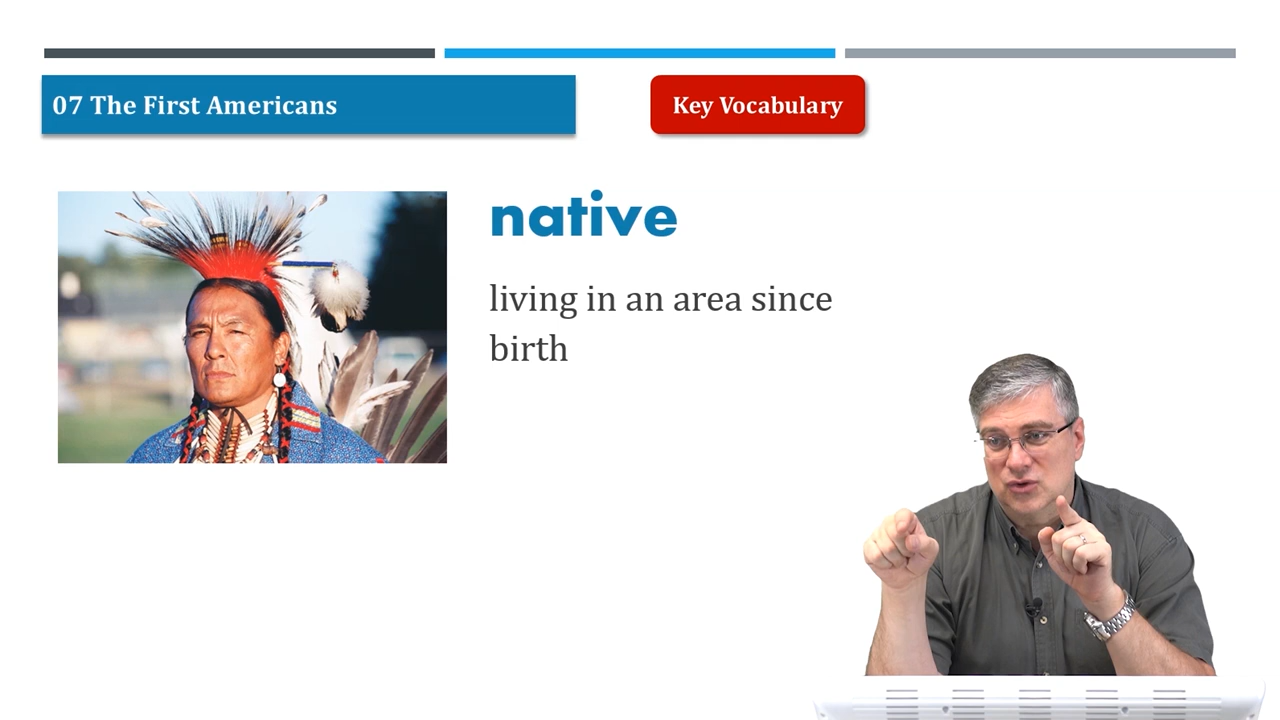 07 The First Americans
Key Vocabulary
native
living in an area since
birth